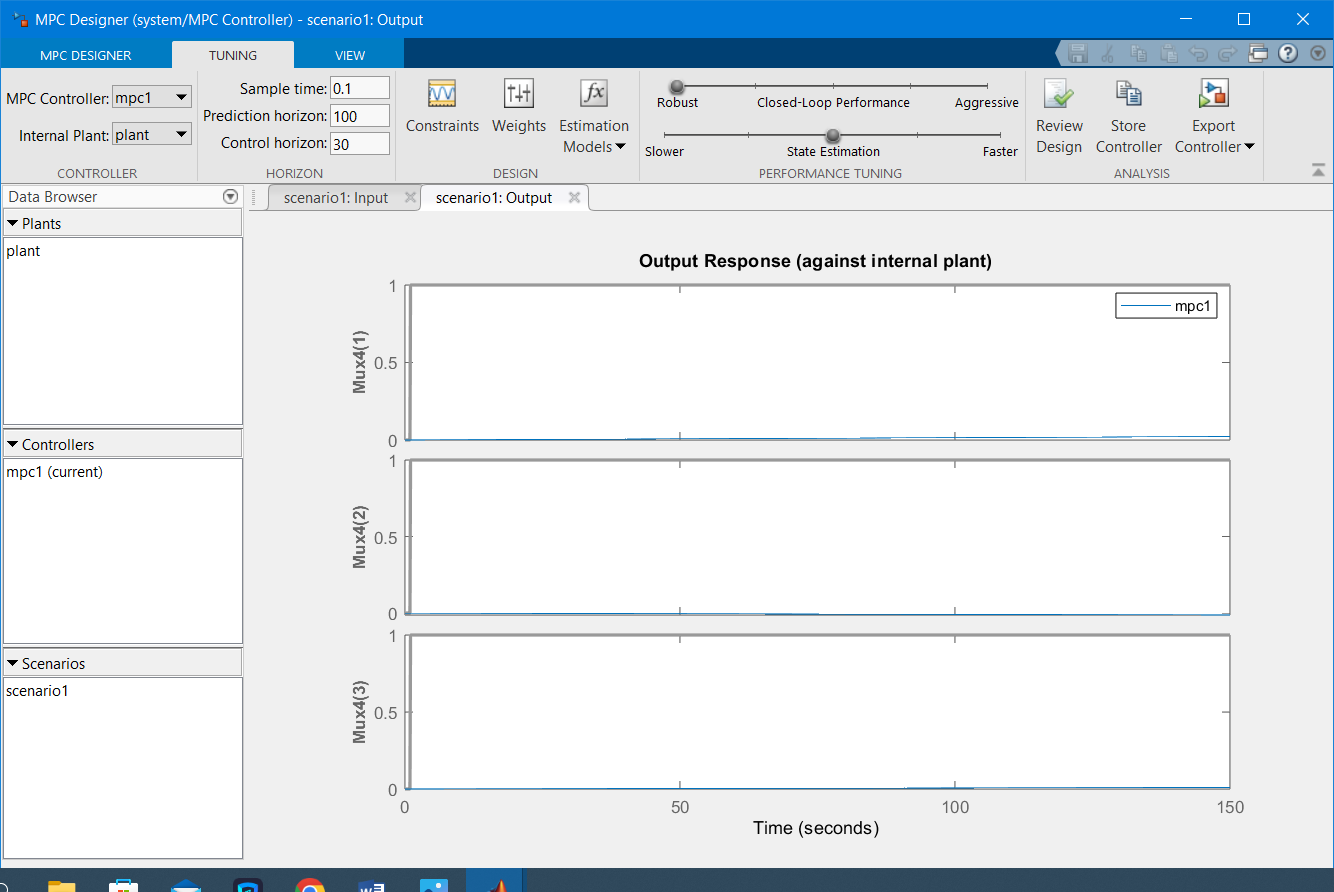 MPC Designer (system/MPC Controller) - scenario1: Output
MPC DESIGNER TUNING VIEW
MPC Controller: mpc1
Internal Plant: plant
CONTROLLER
Sample time: 0.1
Prediction horizon: 100
Control horizon: 30
HORIZON
Constraints
Weights
fx
Estimation
Models
DESIGN
Robust Closed-Loop Performance Aggressive
Slower State Estimation Faster
PERFORMANCE TUNING
Review
Design
Store
Controller
Export
Controller
ANALYSIS
Data Browser
Plants
plant
Controllers
mpc1 (current)
Scenarios
scenario1
scenario1: Input
scenario1: Output
Output Response (against internal plant)
mpc1
Mux4(1)
1
0.5
0
Mux4(2)
1
0.5
0
Mux4(3)
1
0.5
0
0 50 100 150
Time (seconds)